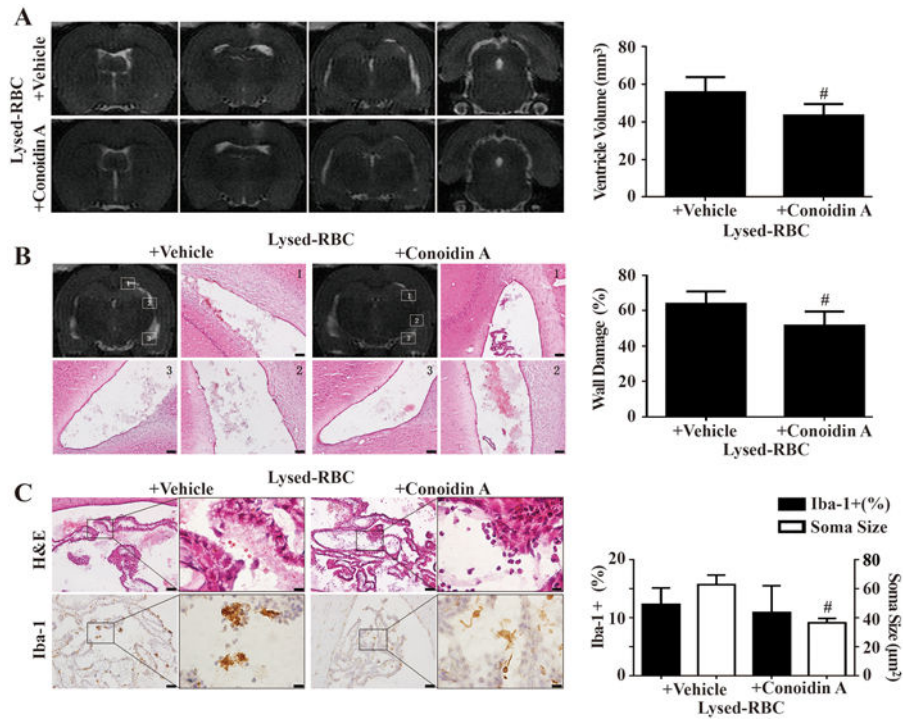 A
Lysed-RBC
+Vehicle
+Conoidin A
Ventricle Volume (mm³)
80
60
40
20
0
#
+Vehicle +Conoidin A
Lysed-RBC
B
Lysed-RBC
+Vehicle +Conoidin A
1
2
3
1
3
2
1
2
3
1
3
2
Wall Damage (%)
80
60
40
20
0
#
+Vehicle +Conoidin A
Lysed-RBC
C
Lysed-RBC
+Vehicle +Conoidin A
H&E
Iba-1
Iba-1+(%)
Soma Size
Iba-1+ (%)
20
10
0
#
80
60
40
20
0
Soma Size (μm²)
+Vehicle +Conoidin A
Lysed-RBC